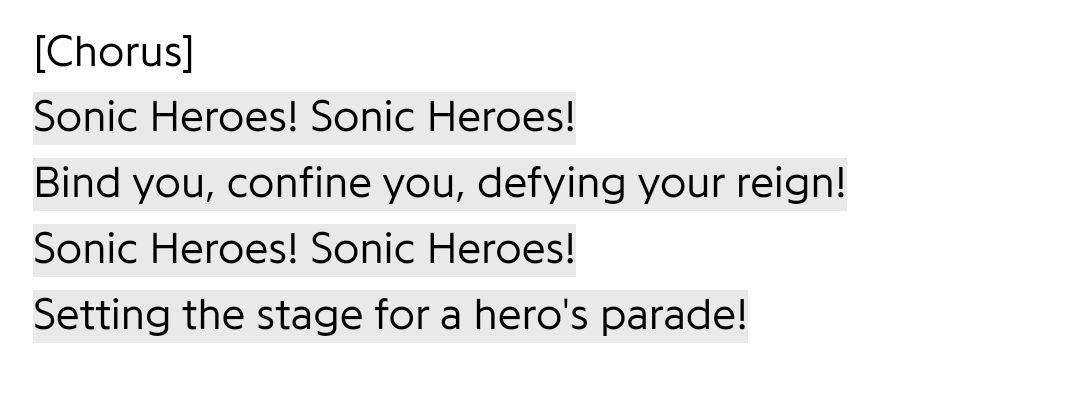 [Chorus]
Sonic Heroes! Sonic Heroes!
Bind you, confine you, defying your reign!
Sonic Heroes! Sonic Heroes!
Setting the stage for a hero's parade!